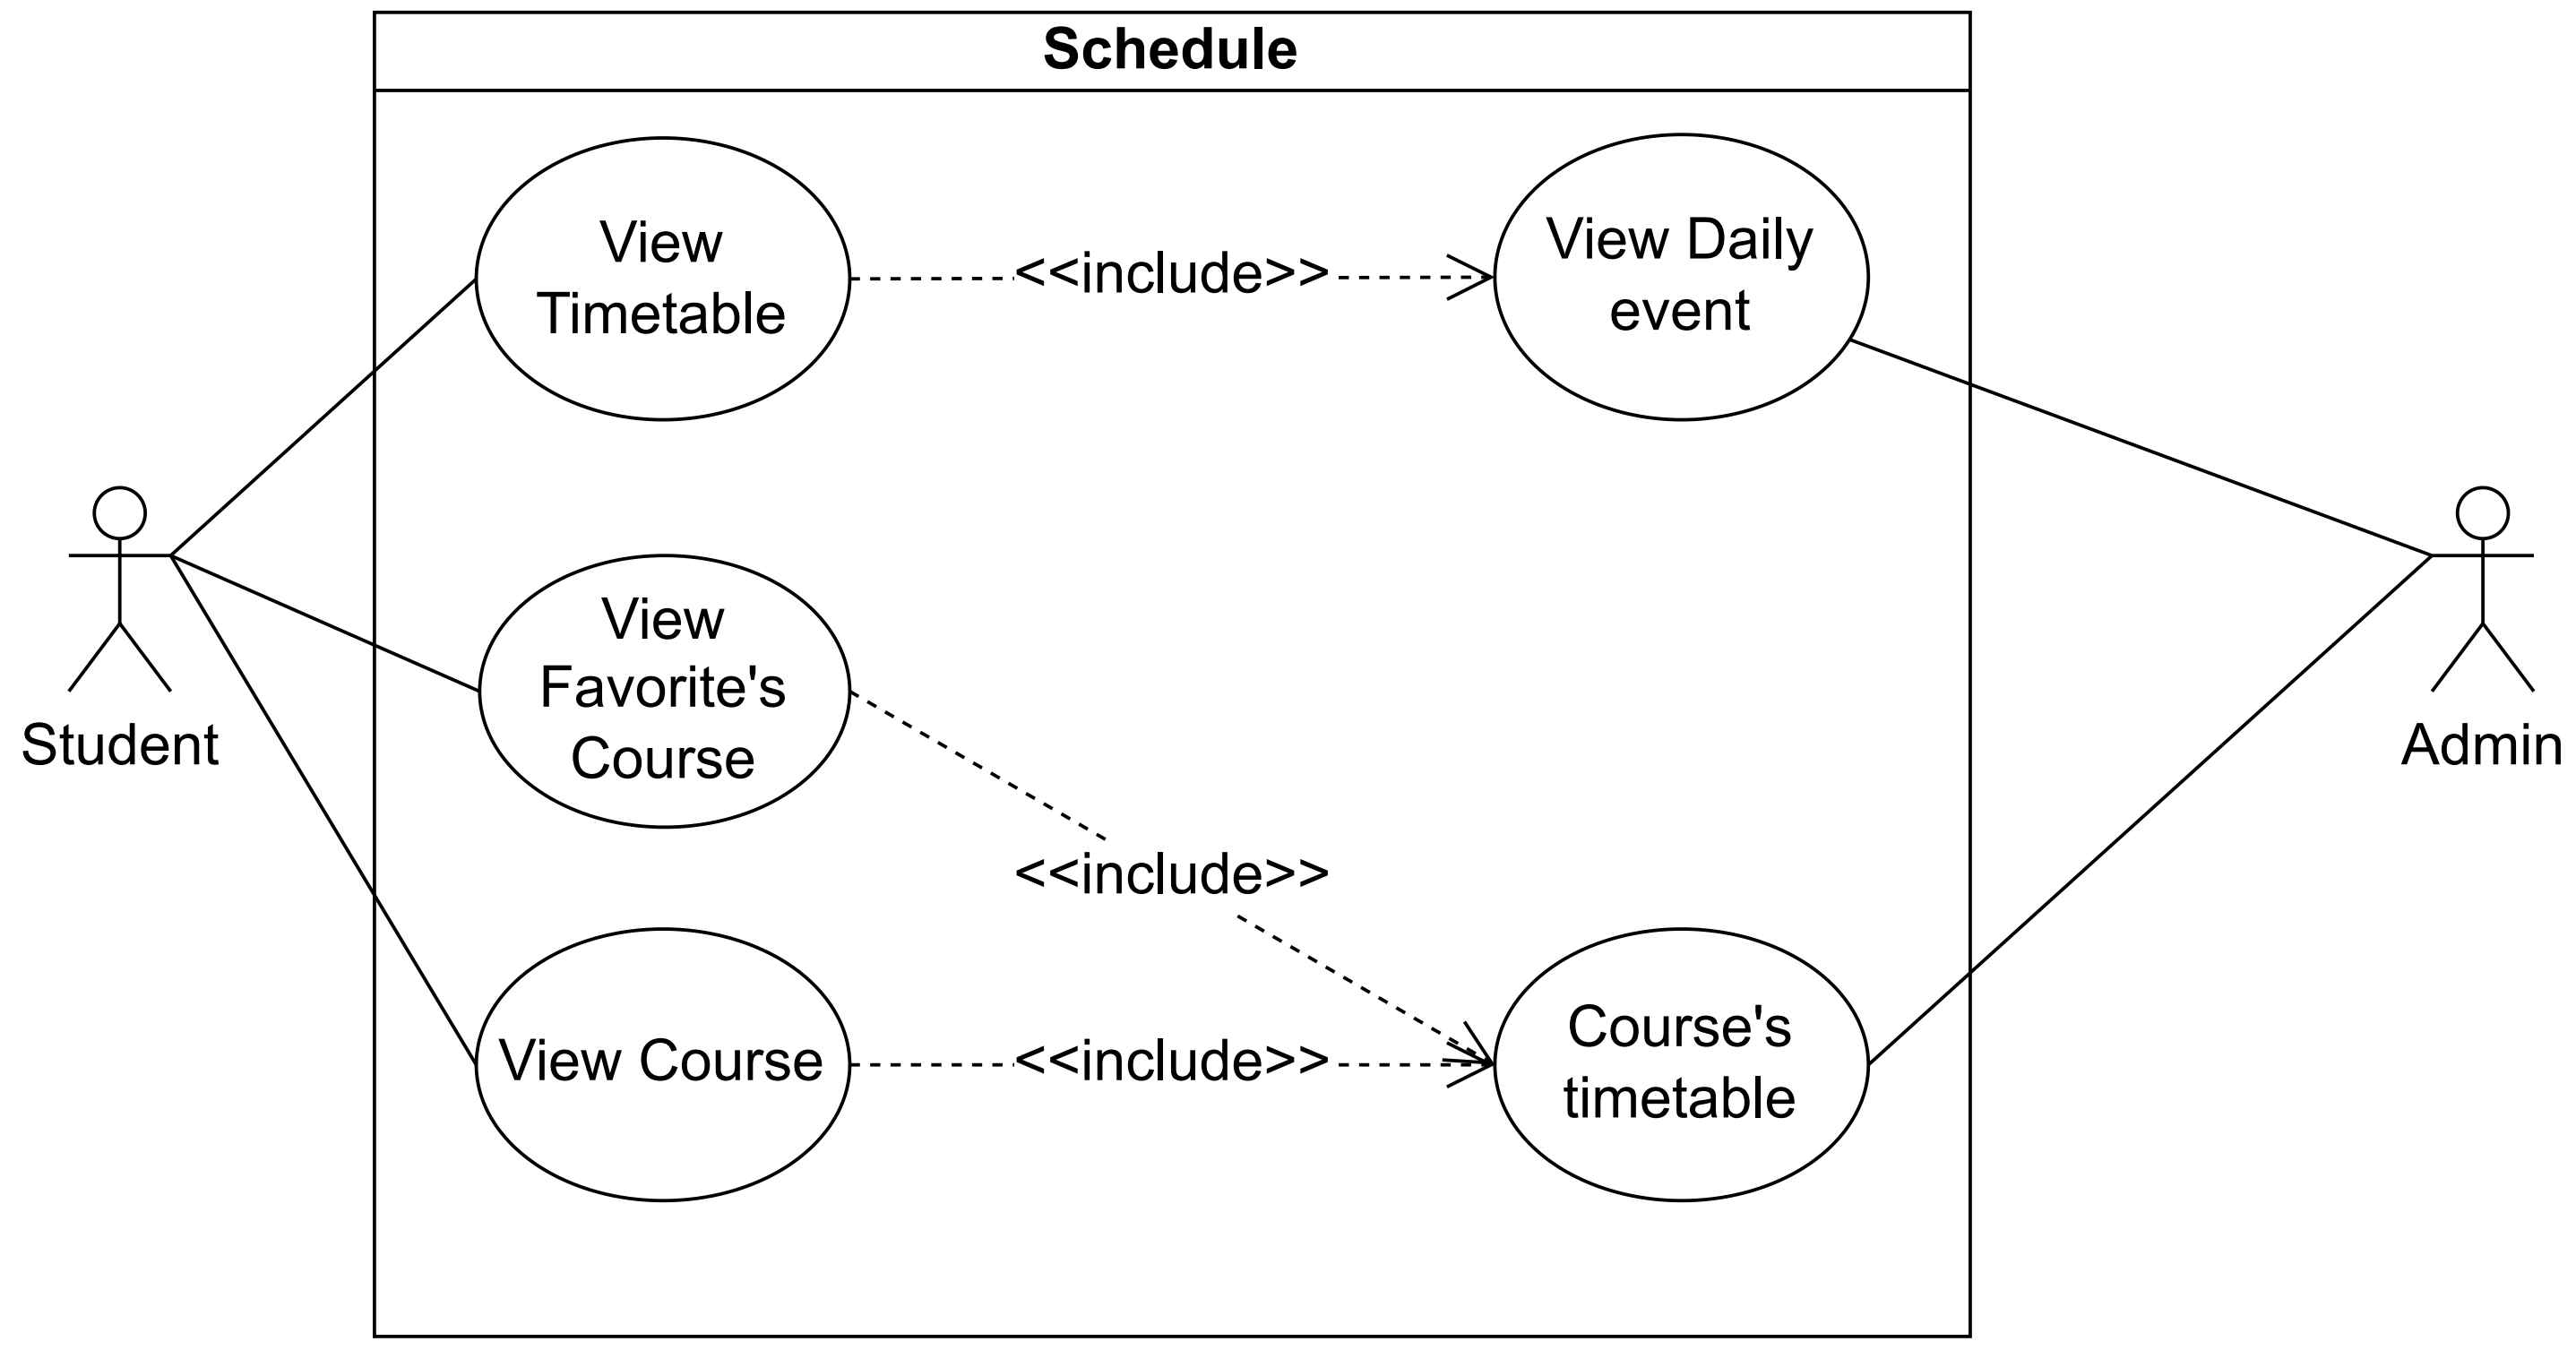 Schedule
View
Timetable
<<include>>
View Daily
event
View
Favorite's
Course
Student
Admin
<<include>>
View Course
<<include>>
Course's
timetable